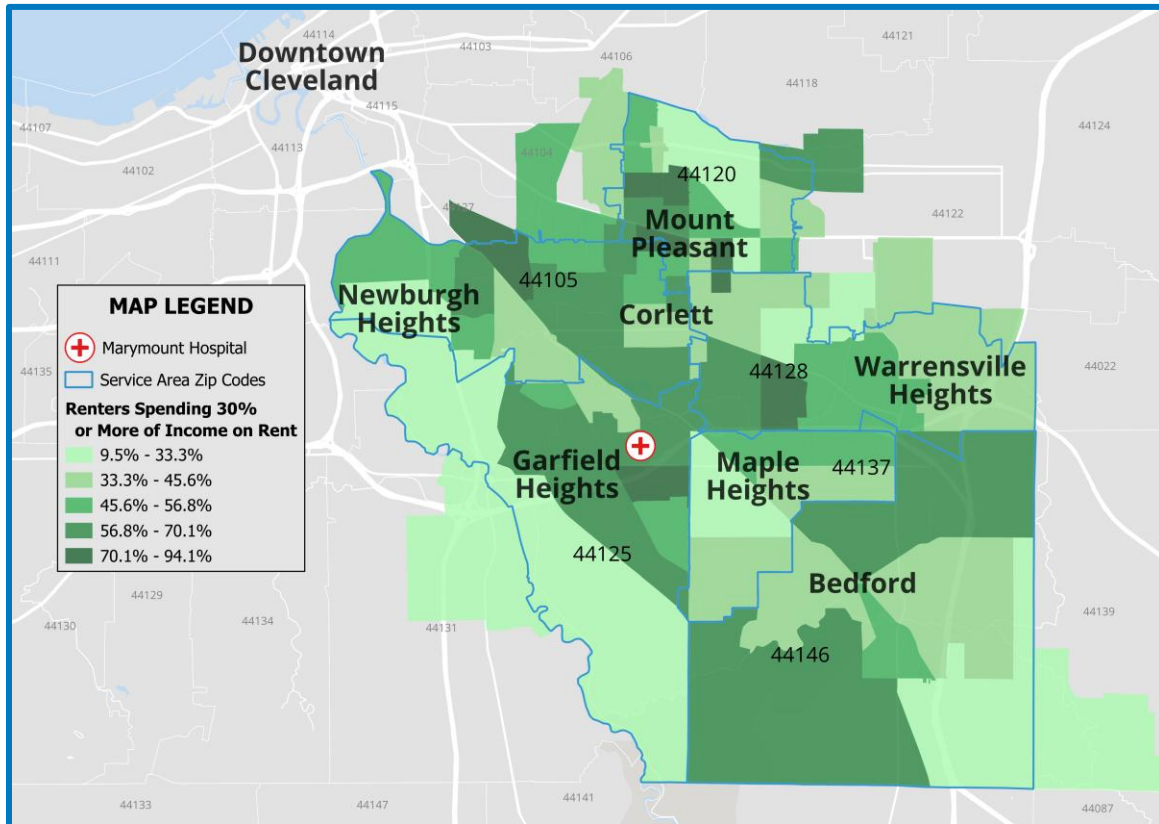 44114
44103
44121
Downtown
Cleveland
44106
44118
44115
44107
44124
44113
44104
44102
44120
44122
44127
Mount
Pleasant
44111
44105
Newburgh
Heights
Corlett
MAP LEGEND
Marymount Hospital
Service Area Zip Codes
Renters Spending 30%
or More of Income on Rent
9.5% - 33.3%
33.3% - 45.6%
45.6% - 56.8%
56.8% - 70.1%
70.1% - 94.1%
44135
44128
Warrensville
Heights
44022
Garfield
Heights
Maple
Heights
44137
44125
Bedford
44129
44130
44134
44131
44139
44146
44133
44147
44141
44087